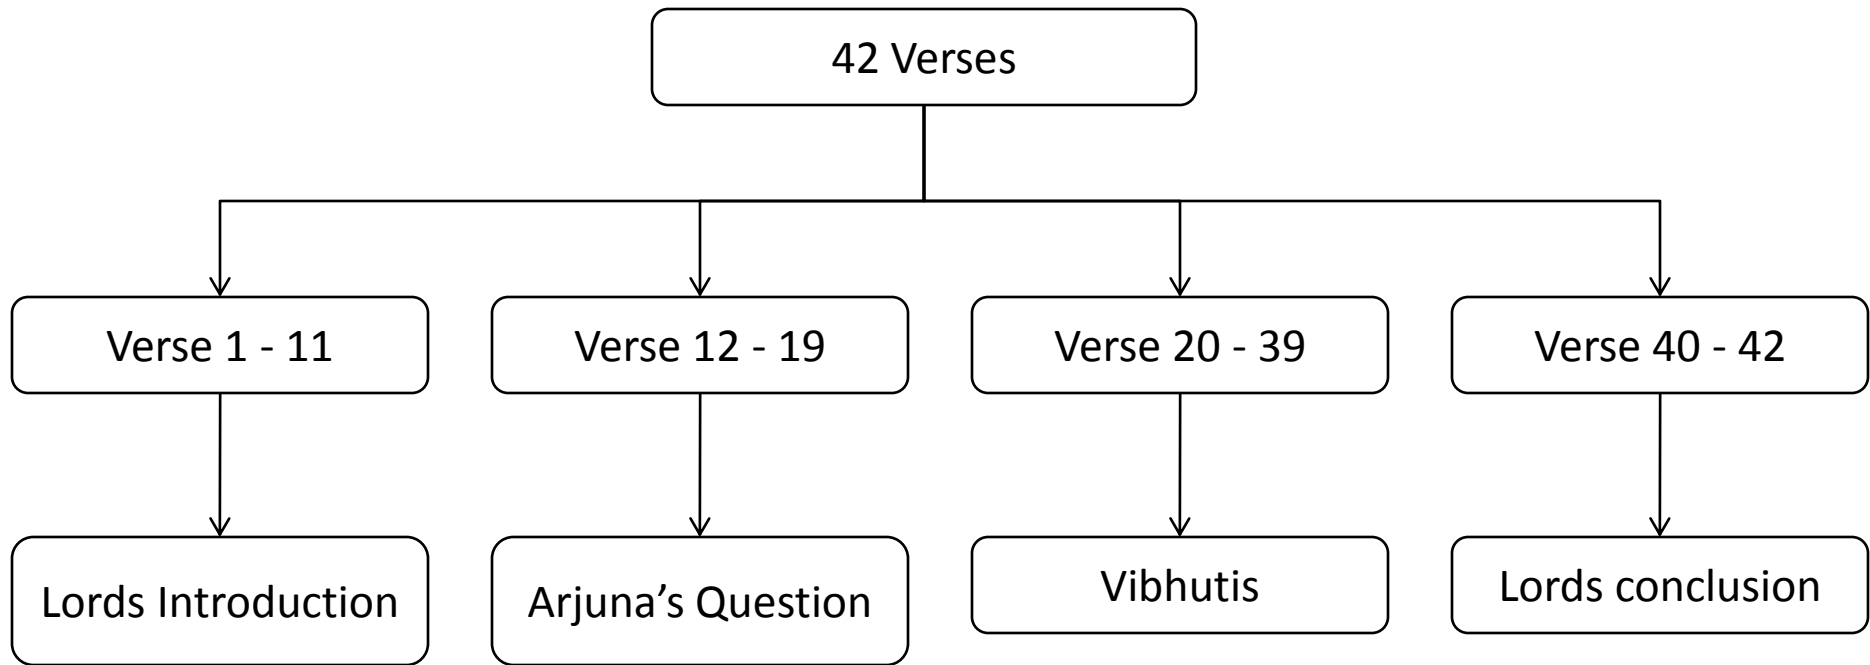 42 Verses
Verse 1 - 11
Verse 12 - 19
Verse 20 - 39
Verse 40 - 42
Lords Introduction
Arjuna’s Question
Vibhutis
Lords conclusion